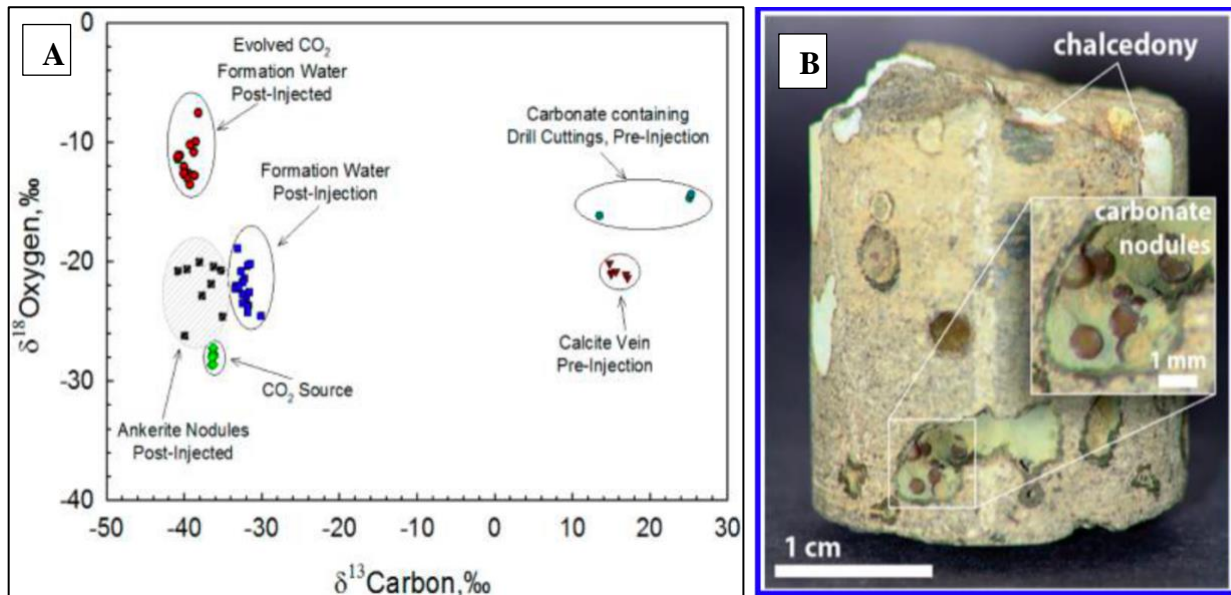 A
0
-10
-20
-30
-40
δ¹⁸Oxygen,‰
-50 -40 -30 -20 -10 0 10 20 30
δ¹³Carbon,‰
Evolved CO₂
Formation Water
Post-Injected
Carbonate containing
Drill Cuttings, Pre-Injection
Formation Water
Post-Injection
Calcite Vein
Pre-Injection
CO₂ Source
Ankerite Nodules
Post-Injected
B
chalcedony
carbonate
nodules
1 mm
1 cm